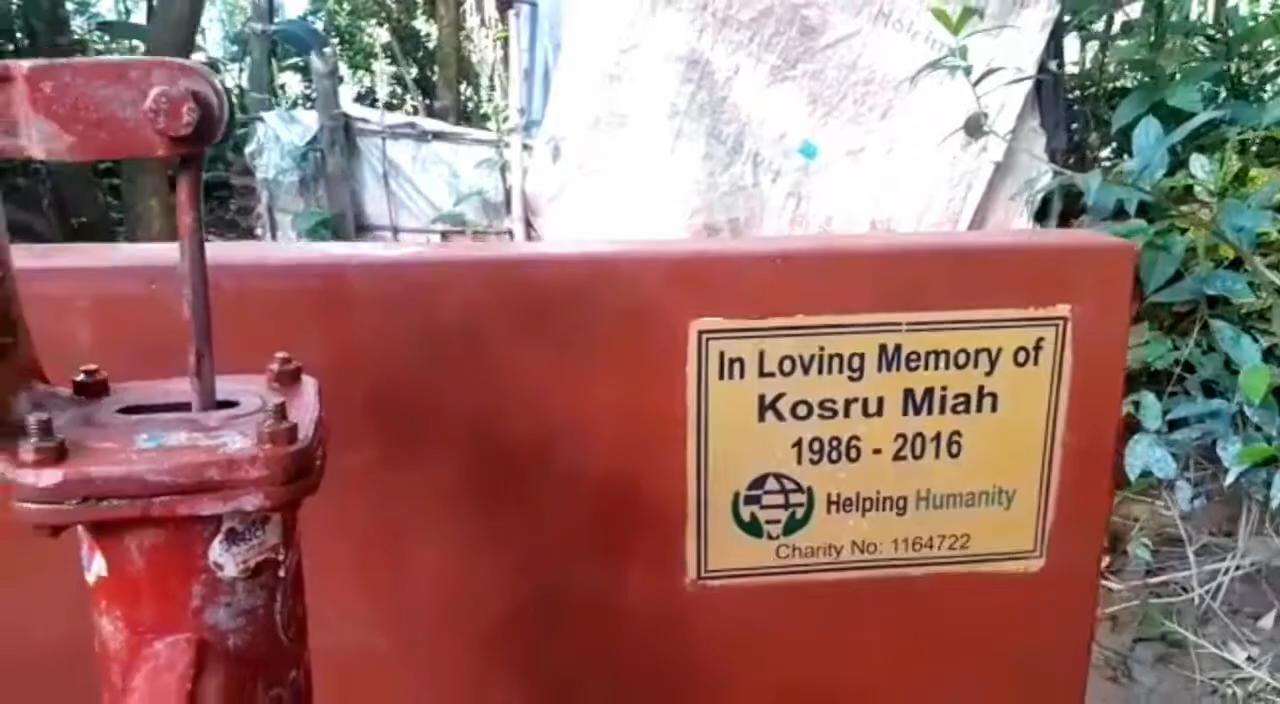 In Loving Memory of
Kosru Miah
1986 - 2016
Helping Humanity
Charity No: 1164722